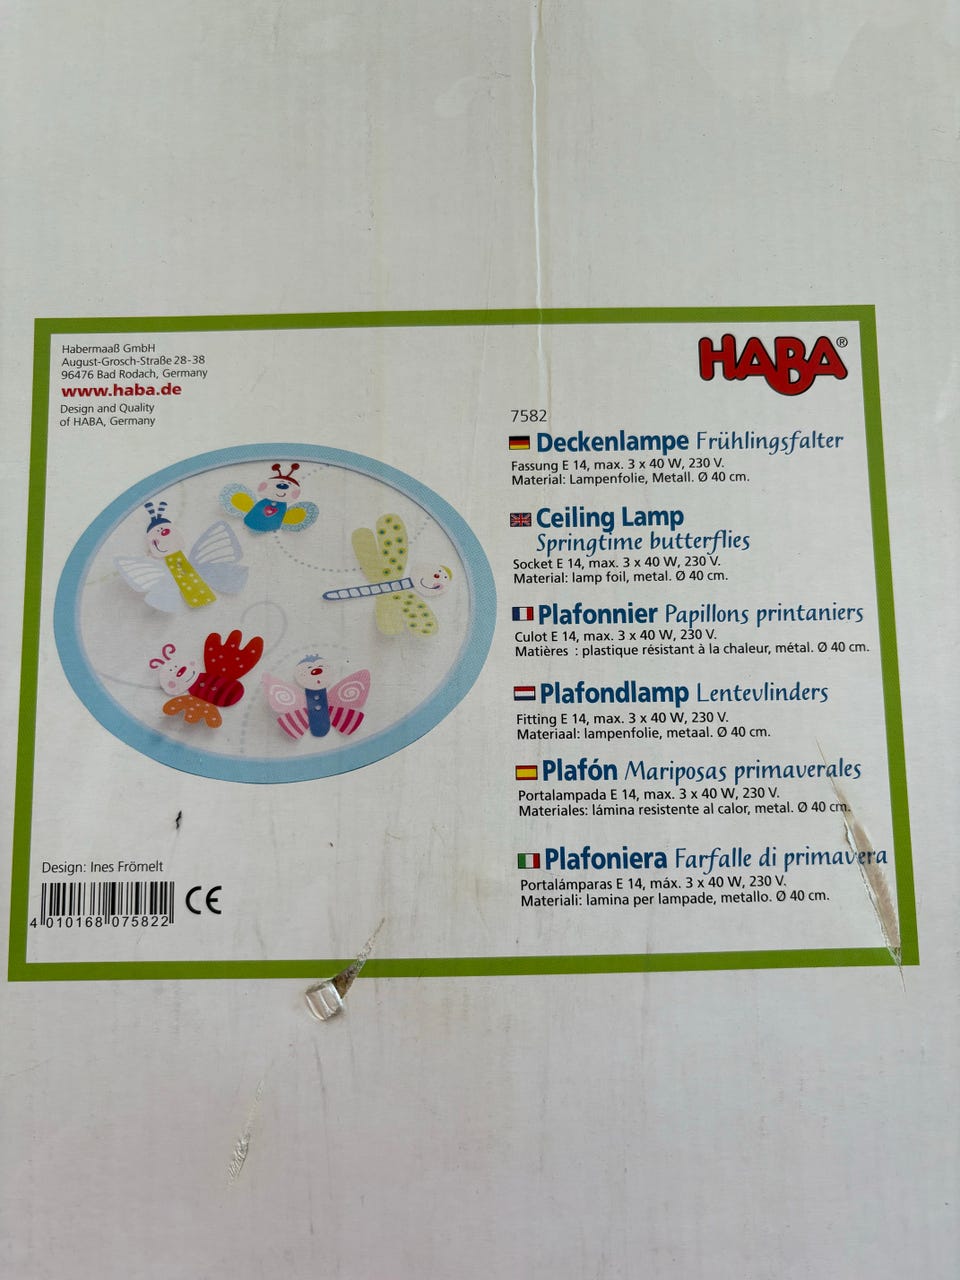 Habermaaß GmbH
August-Grosch-Straße 28-38
96476 Bad Rodach, Germany
www.haba.de
Design and Quality
of HABA, Germany
HABA®
7582
Deckenlampe Frühlingsfalter
Fassung E 14, max. 3 x 40 W, 230 V.
Material: Lampenfolie, Metall. Ø 40 cm.
Ceiling Lamp
Springtime butterflies
Socket E 14, max. 3 x 40 W, 230 V.
Material: lamp foil, metal. Ø 40 cm.
Plafonnier Papillons printaniers
Culot E 14, max. 3 x 40 W, 230 V.
Matières : plastique résistant à la chaleur, métal. Ø 40 cm.
Plafondlamp Lentevlinders
Fitting E 14, max. 3 x 40 W, 230 V.
Materiaal: lampenfolie, metaal. Ø 40 cm.
Plafón Mariposas primaverales
Portalampada E 14, max. 3 x 40 W, 230 V.
Materiales: lámina resistente al calor, metal. Ø 40 cm.
Plafoniera Farfalle di primavera
Portalámparas E 14, máx. 3 x 40 W, 230 V.
Materiali: lamina per lampade, metallo. Ø 40 cm.
Design: Ines Frömelt
CE
4 010168 075822